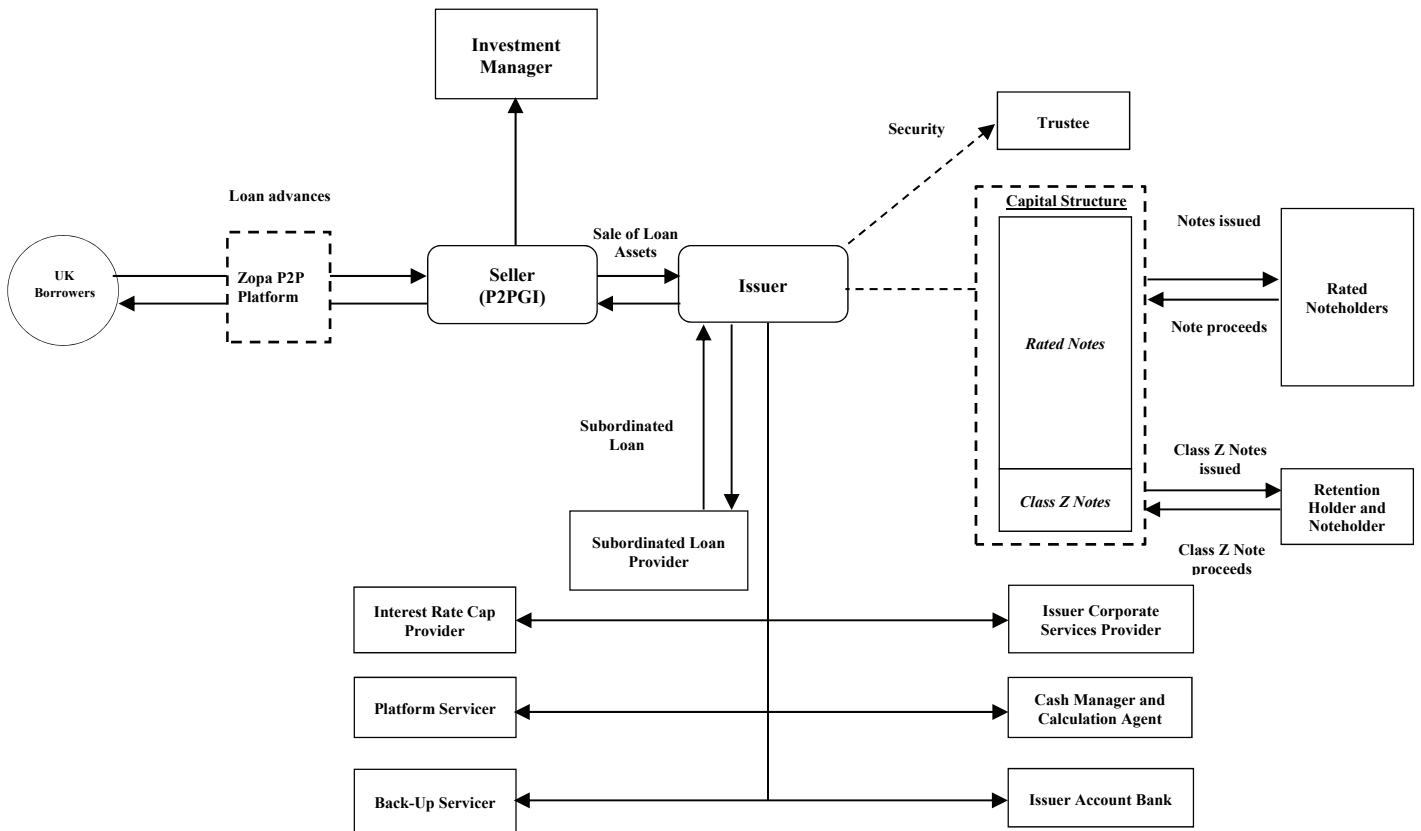 Investment
Manager
Security
Trustee
Loan advances
Capital Structure
Notes issued
UK
Borrowers
Zopa P2P
Platform
Seller
(P2PGI)
Sale of Loan
Assets
Issuer
Rated Notes
Rated
Noteholders
Note proceeds
Subordinated
Loan
Class Z Notes
issued
Class Z Notes
Retention
Holder and
Noteholder
Class Z Note
proceeds
Subordinated Loan
Provider
Interest Rate Cap
Provider
Issuer Corporate
Services Provider
Platform Servicer
Cash Manager and
Calculation Agent
Back-Up Servicer
Issuer Account Bank